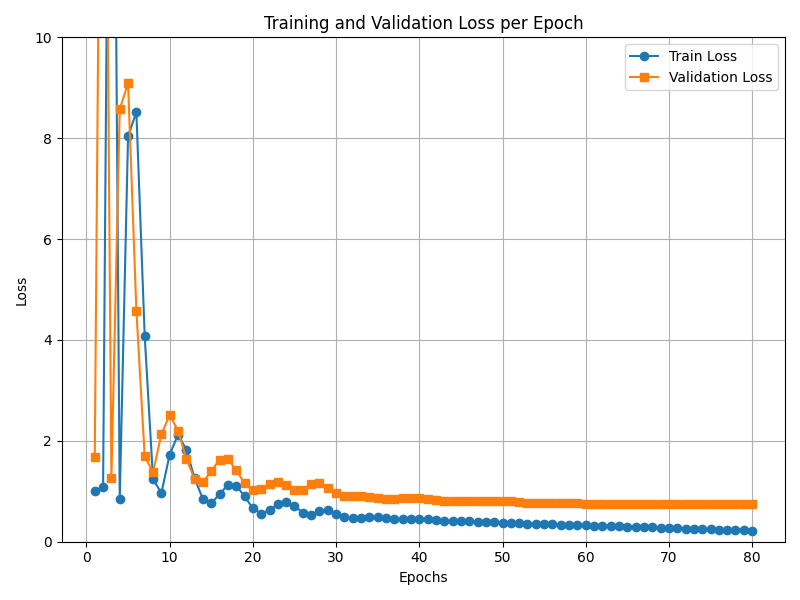 Training and Validation Loss per Epoch
Train Loss
Validation Loss
Loss
10
8
6
4
2
0
0 10 20 30 40 50 60 70 80
Epochs